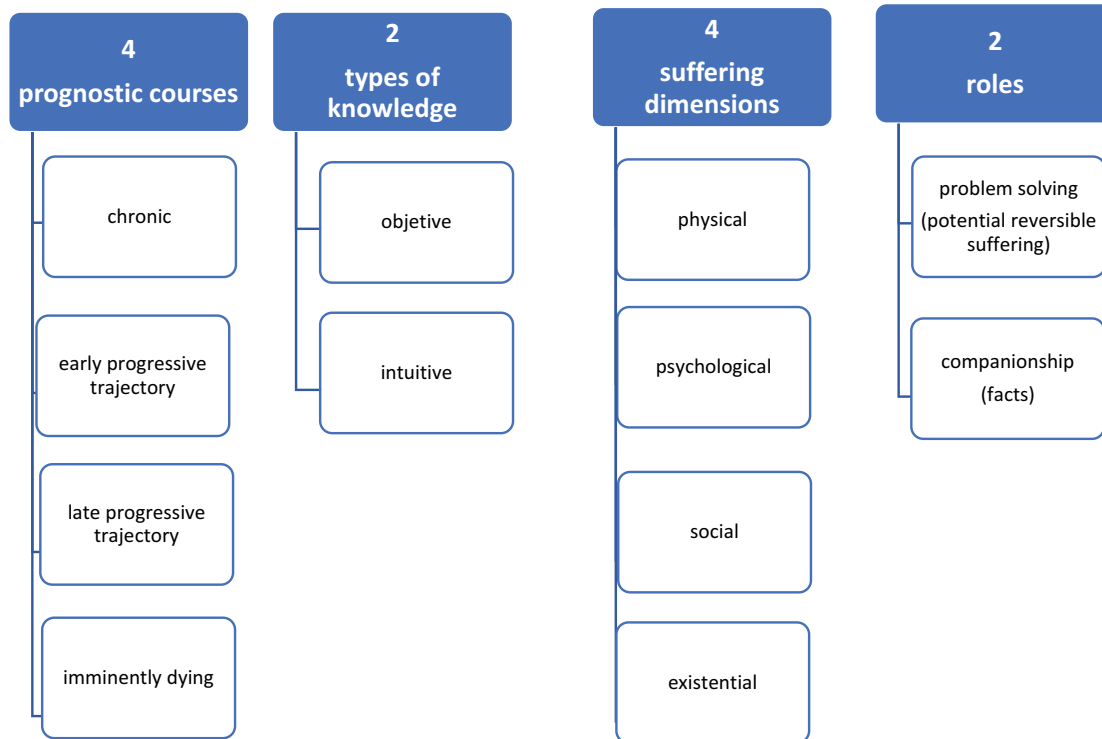 4
prognostic courses
chronic
early progressive
trajectory
late progressive
trajectory
imminently dying
2
types of
knowledge
objetive
intuitive
4
suffering
dimensions
physical
psychological
social
existential
2
roles
problem solving
(potential reversible
suffering)
companionship
(facts)